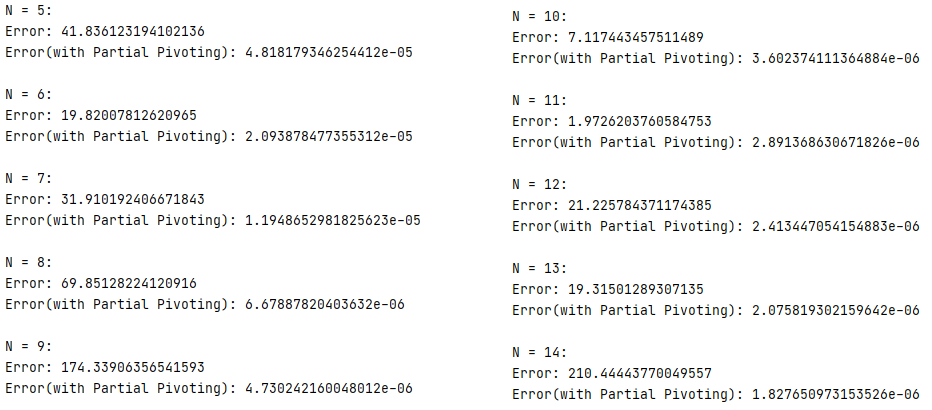 N = 5:
Error: 41.836123194102136
Error(with Partial Pivoting): 4.818179346254412e-05
N = 6:
Error: 19.82007812620965
Error(with Partial Pivoting): 2.093878477355312e-05
N = 7:
Error: 31.910192406671843
Error(with Partial Pivoting): 1.1948652981825623e-05
N = 8:
Error: 69.85128224120916
Error(with Partial Pivoting): 6.67887820403632e-06
N = 9:
Error: 174.33906356541593
Error(with Partial Pivoting): 4.730242160048012e-06
N = 10:
Error: 7.117443457511489
Error(with Partial Pivoting): 3.602374111364884e-06
N = 11:
Error: 1.9726203760584753
Error(with Partial Pivoting): 2.891368630671826e-06
N = 12:
Error: 21.225784371174385
Error(with Partial Pivoting): 2.413447054154883e-06
N = 13:
Error: 19.31501289307135
Error(with Partial Pivoting): 2.075819302159642e-06
N = 14:
Error: 210.44443770049557
Error(with Partial Pivoting): 1.827650973153526e-06